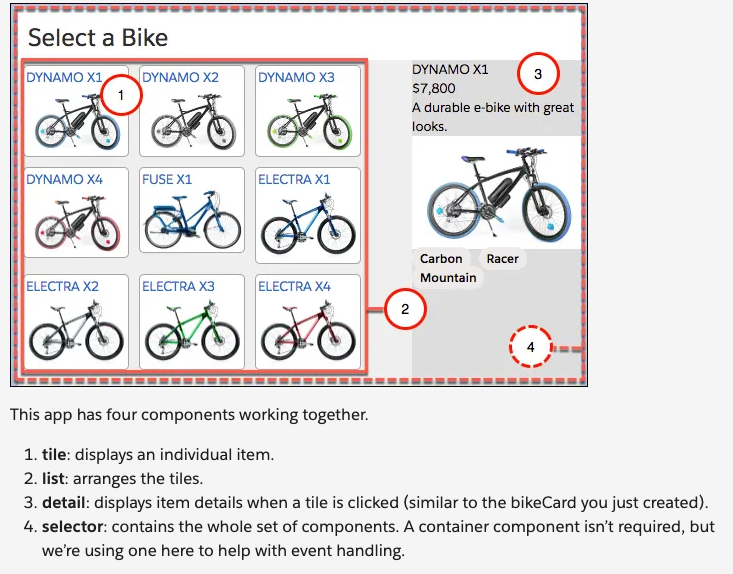 Select a Bike
DYNAMO X1
1
DYNAMO X2
DYNAMO X3
DYNAMO X4
FUSE X1
ELECTRA X1
ELECTRA X2
ELECTRA X3
ELECTRA X4
2
DYNAMO X1
3
$7,800
A durable e-bike with great
looks.
Carbon Racer
Mountain
4
This app has four components working together.
1. tile: displays an individual item.
2. list: arranges the tiles.
3. detail: displays item details when a tile is clicked (similar to the bikeCard you just created).
4. selector: contains the whole set of components. A container component isn’t required, but
we’re using one here to help with event handling.